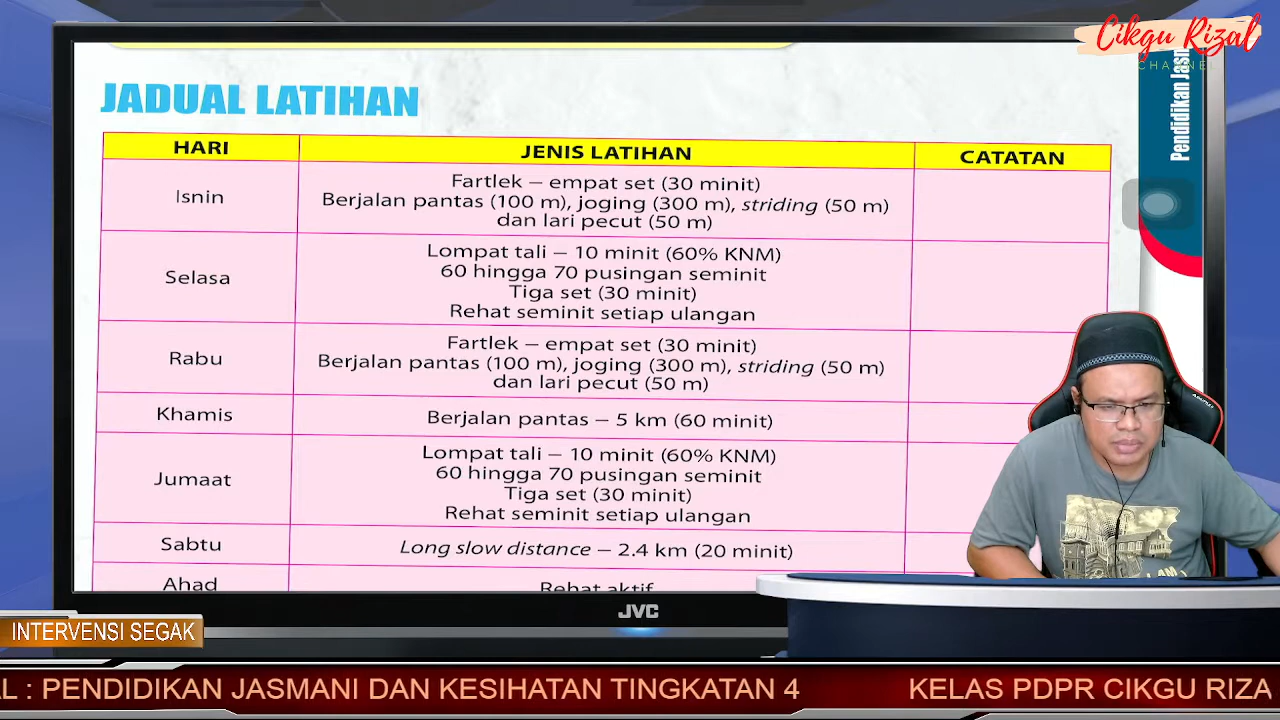 Cikgu Rizal
CHANNEL
Pendidikan Jasm
JADUAL LATIHAN
HARI
JENIS LATIHAN
CATATAN
Isnin
Fartlek – empat set (30 minit)
Berjalan pantas (100 m), joging (300 m), striding (50 m)
dan lari pecut (50 m)
Selasa
Lompat tali – 10 minit (60% KNM)
60 hingga 70 pusingan seminit
Tiga set (30 minit)
Rehat seminit setiap ulangan
Rabu
Fartlek – empat set (30 minit)
Berjalan pantas (100 m), joging (300 m), striding (50 m)
dan lari pecut (50 m)
Khamis
Berjalan pantas – 5 km (60 minit)
Jumaat
Lompat tali – 10 minit (60% KNM)
60 hingga 70 pusingan seminit
Tiga set (30 minit)
Rehat seminit setiap ulangan
Sabtu
Long slow distance – 2.4 km (20 minit)
Ahad
Rehat aktif
JVC
INTERVENSI SEGAK
L : PENDIDIKAN JASMANI DAN KESIHATAN TINGKATAN 4
KELAS PDPR CIKGU RIZA